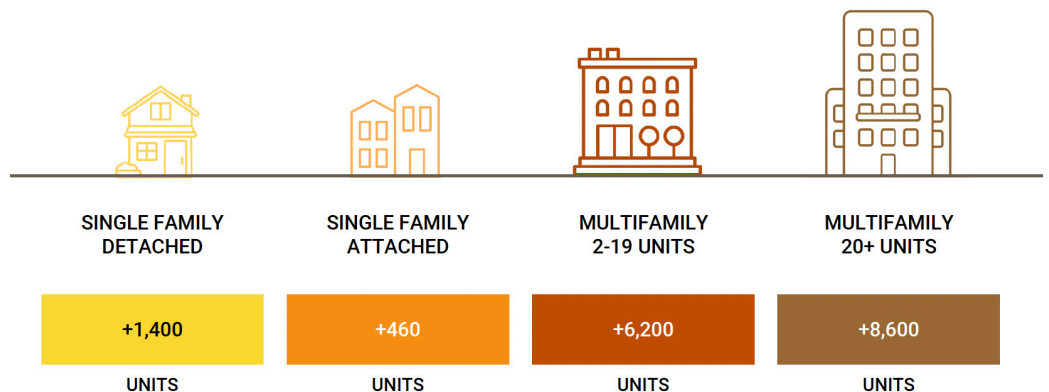 SINGLE FAMILY
DETACHED
SINGLE FAMILY
ATTACHED
MULTIFAMILY
2-19 UNITS
MULTIFAMILY
20+ UNITS
+1,400
+460
+6,200
+8,600
UNITS
UNITS
UNITS
UNITS